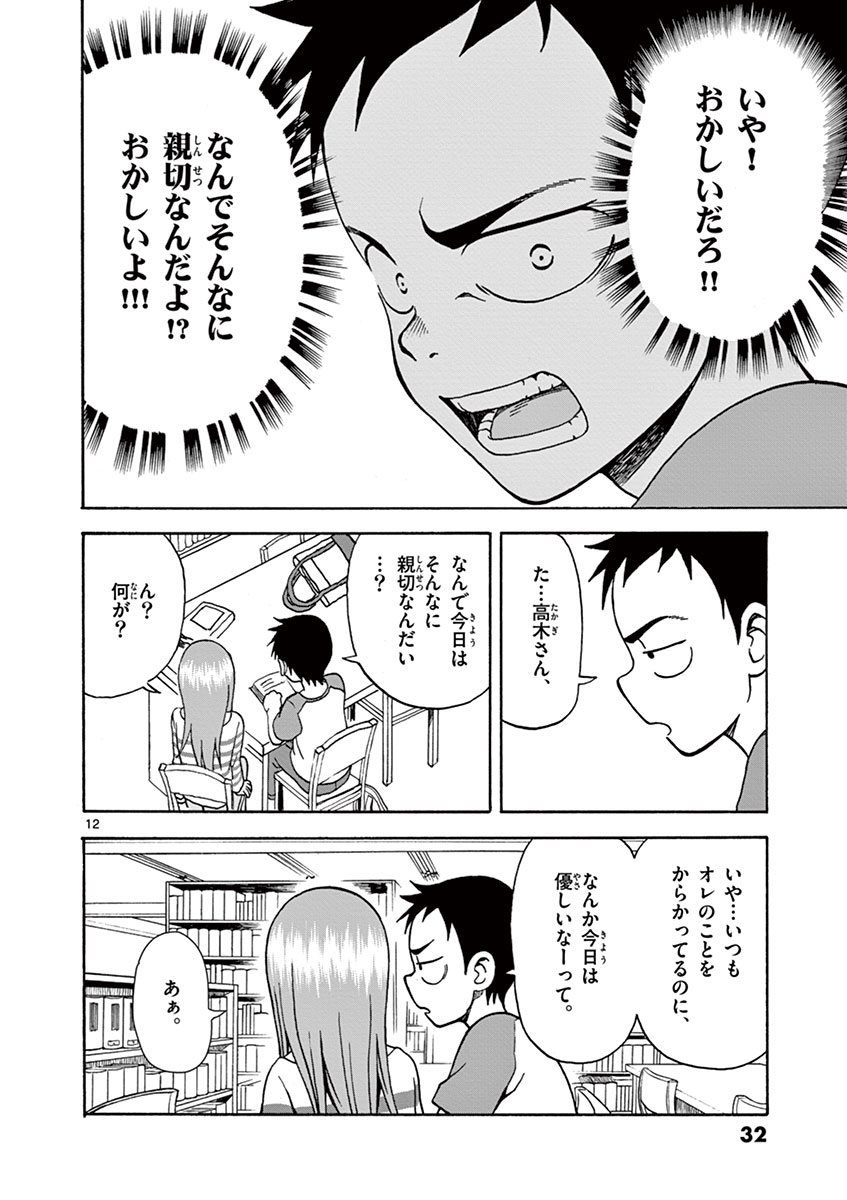 いや!
おかしいだろ!!
なんでそんなに
親切なんだよ!?
おかしいよ!!!
た…高木さん、
なんで今日は
そんなに
親切なんだい
…?
ん?
何が?
いや…いつも
オレのことを
からかってるのに、
なんか今日は
優しいなーって。
あぁ。
12
32